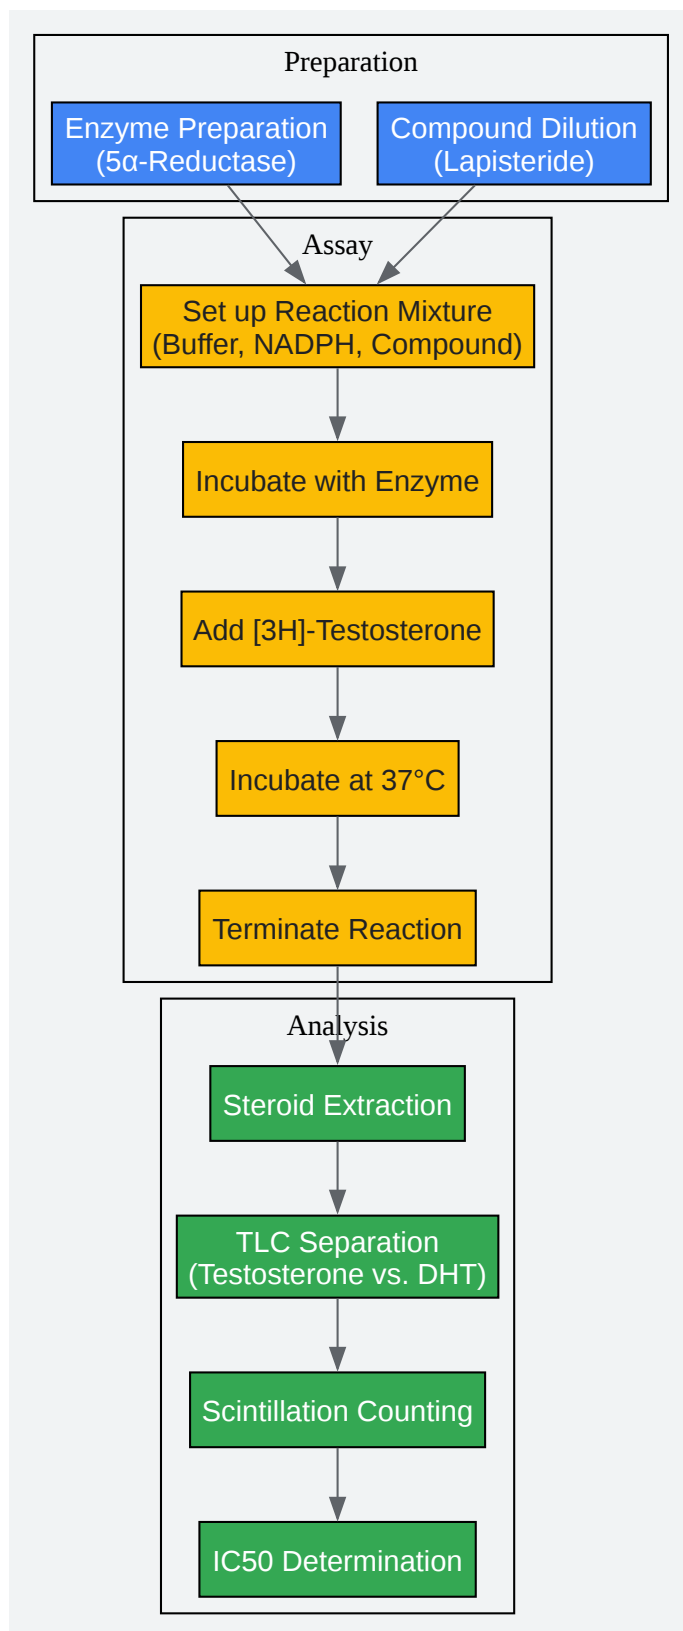 Preparation
Enzyme Preparation
(5α-Reductase)
Compound Dilution
(Lapisteride)
Assay
Set up Reaction Mixture
(Buffer, NADPH, Compound)
Incubate with Enzyme
Add [3H]-Testosterone
Incubate at 37°C
Terminate Reaction
Analysis
Steroid Extraction
TLC Separation
(Testosterone vs. DHT)
Scintillation Counting
IC50 Determination